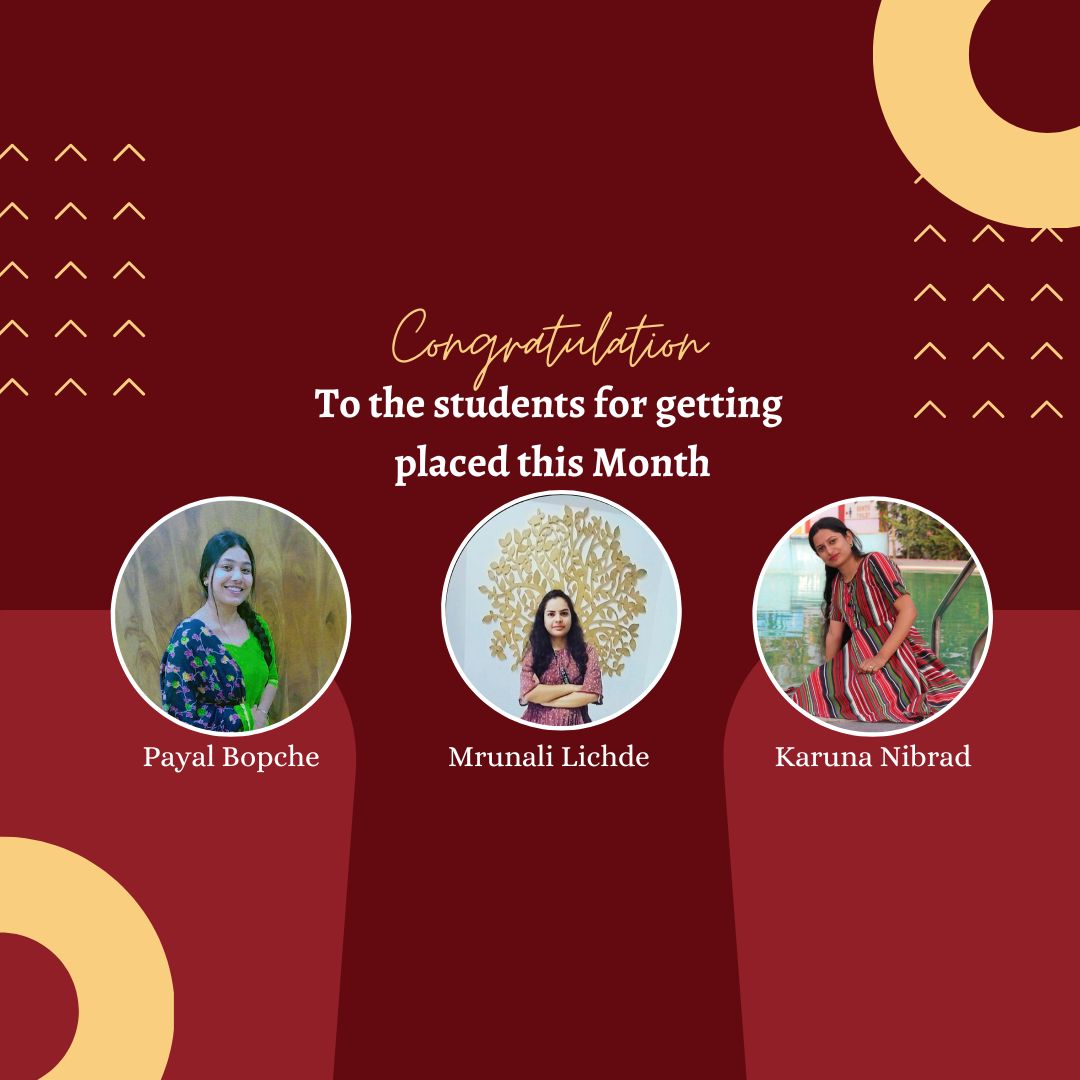 Congratulation
To the students for getting
placed this Month
Payal Bopche
Mrunali Lichde
Karuna Nibrad